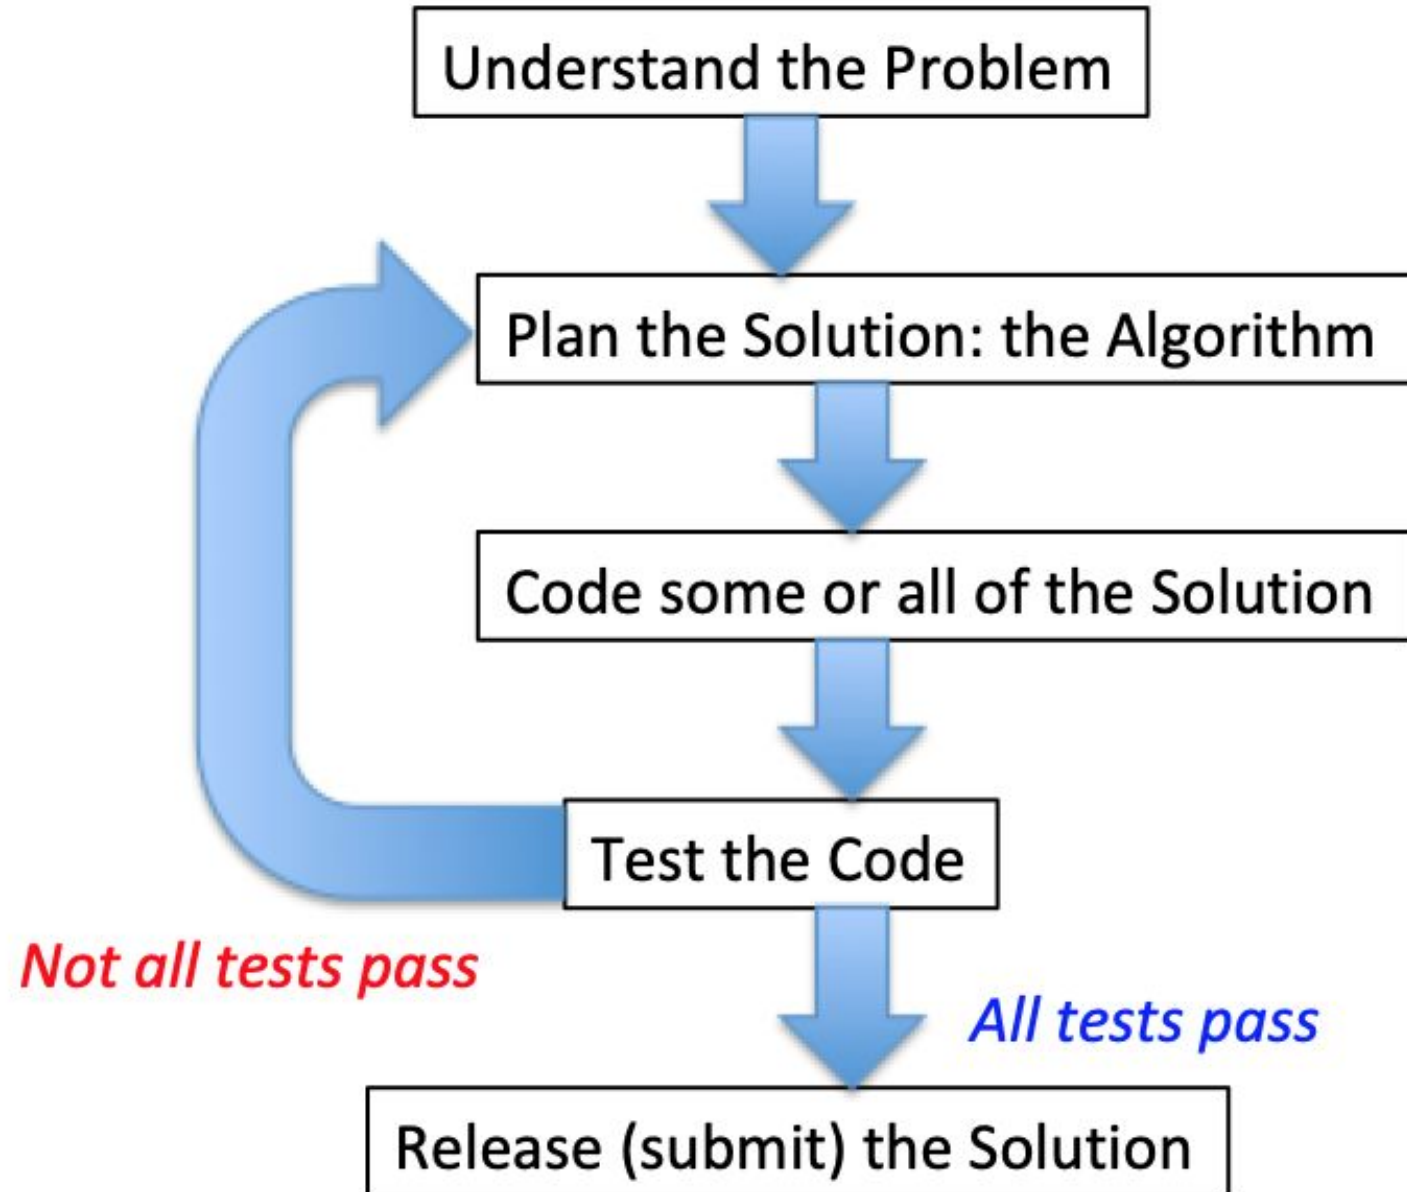 Understand the Problem
Plan the Solution: the Algorithm
Code some or all of the Solution
Test the Code
Not all tests pass
All tests pass
Release (submit) the Solution